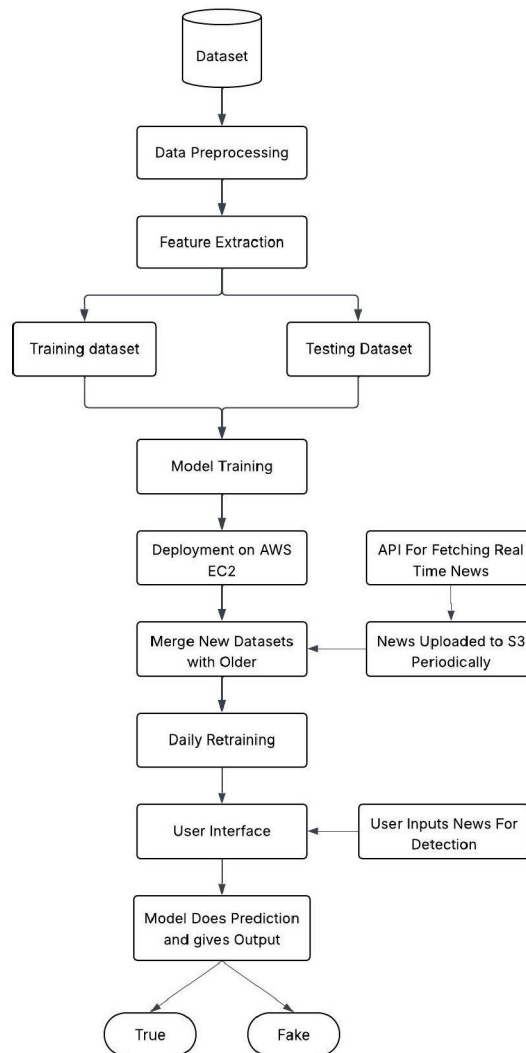 Dataset
Data Preprocessing
Feature Extraction
Training dataset
Testing Dataset
Model Training
Deployment on AWS
EC2
API For Fetching Real
Time News
Merge New Datasets
with Older
News Uploaded to S3
Periodically
Daily Retraining
User Interface
User Inputs News For
Detection
Model Does Prediction
and gives Output
True
Fake